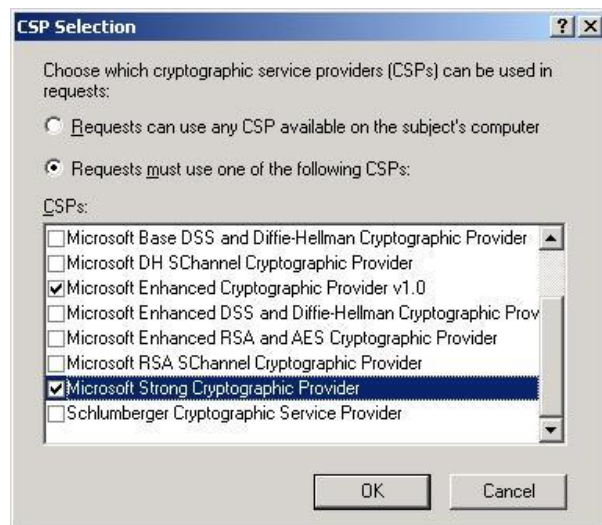 CSP Selection
Choose which cryptographic service providers (CSPs) can be used in
requests:
Requests can use any CSP available on the subject's computer
Requests must use one of the following CSPs:
CSPs:
Microsoft Base DSS and Diffie-Hellman Cryptographic Provider
Microsoft DH SChannel Cryptographic Provider
Microsoft Enhanced Cryptographic Provider v1.0
Microsoft Enhanced DSS and Diffie-Hellman Cryptographic Prov
Microsoft Enhanced RSA and AES Cryptographic Provider
Microsoft RSA SChannel Cryptographic Provider
Microsoft Strong Cryptographic Provider
Schlumberger Cryptographic Service Provider
OK Cancel